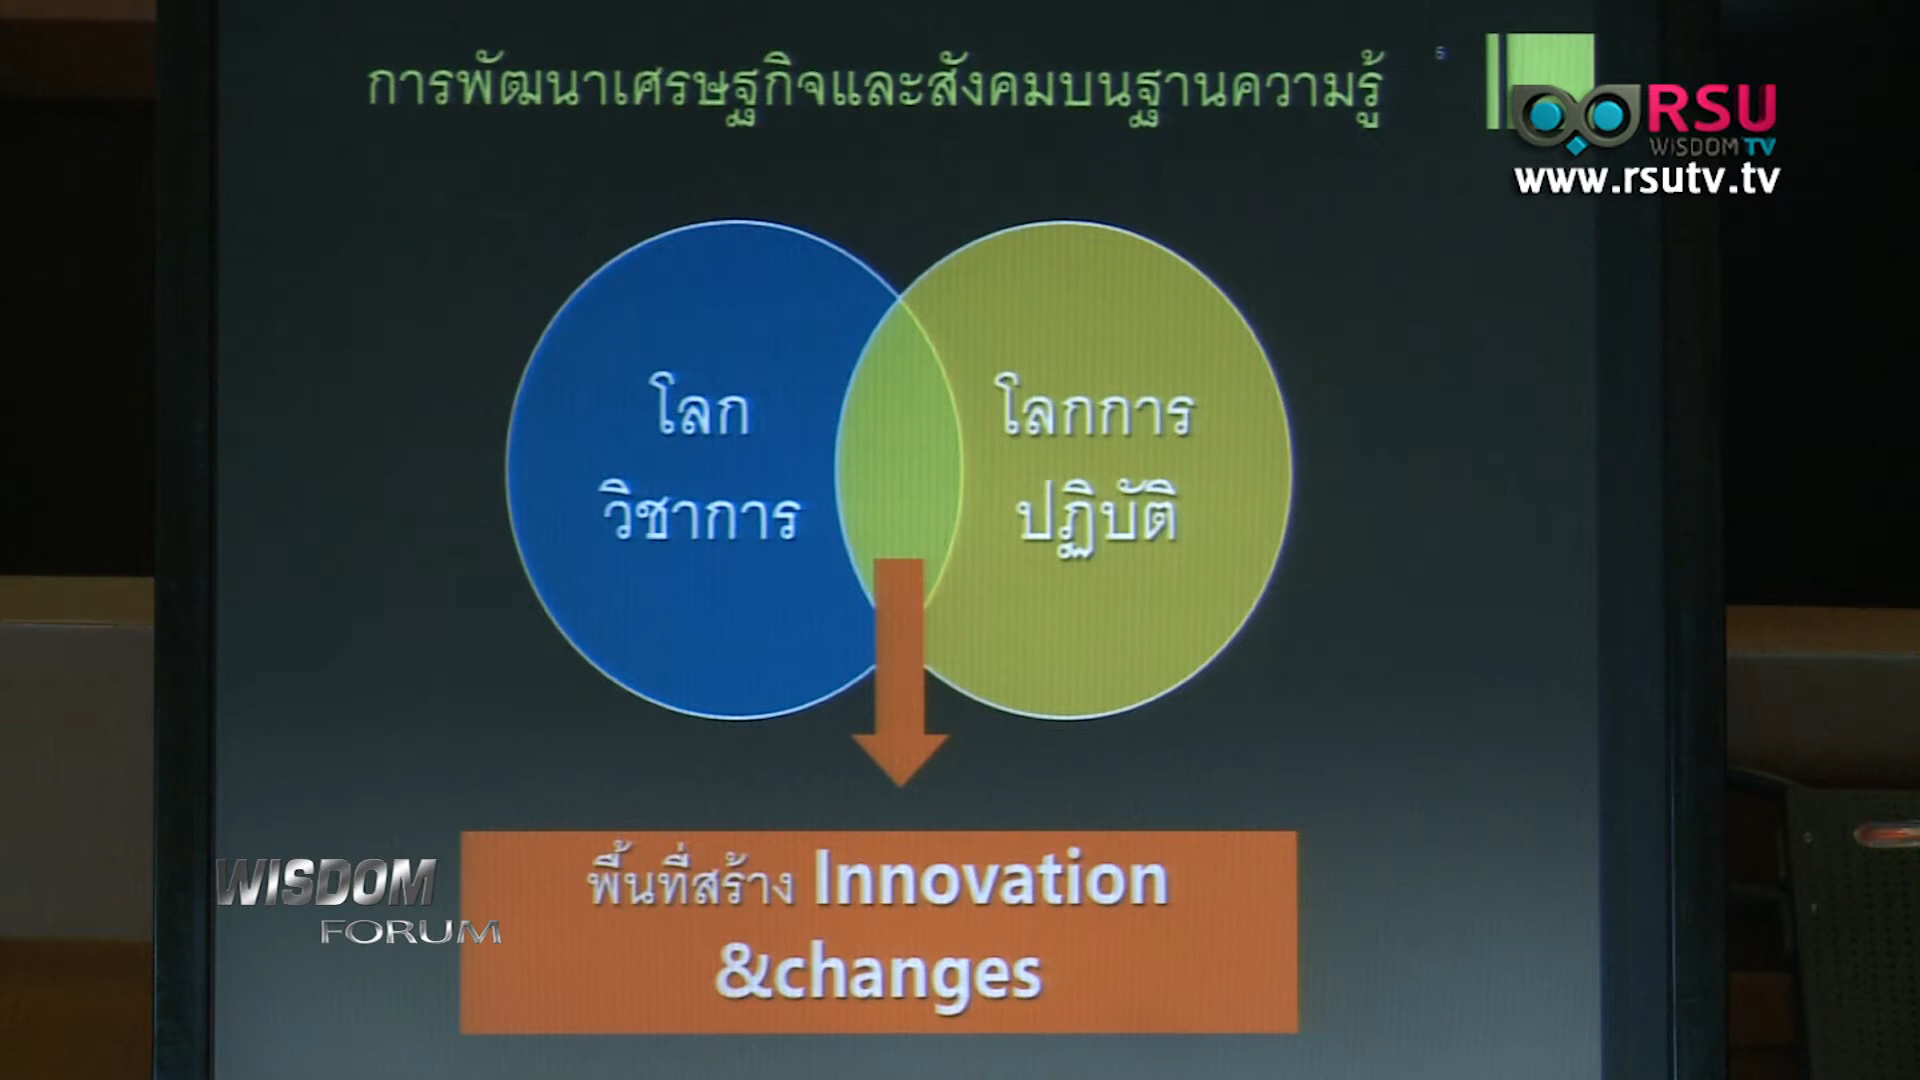 การพัฒนาเศรษฐกิจและสังคมบนฐานความรู้
6
RSU
WISDOM TV
www.rsutv.tv
โลก
วิชาการ
โลกการ
ปฏิบัติ
พื้นที่สร้าง Innovation
&changes
WISDOM
FORUM